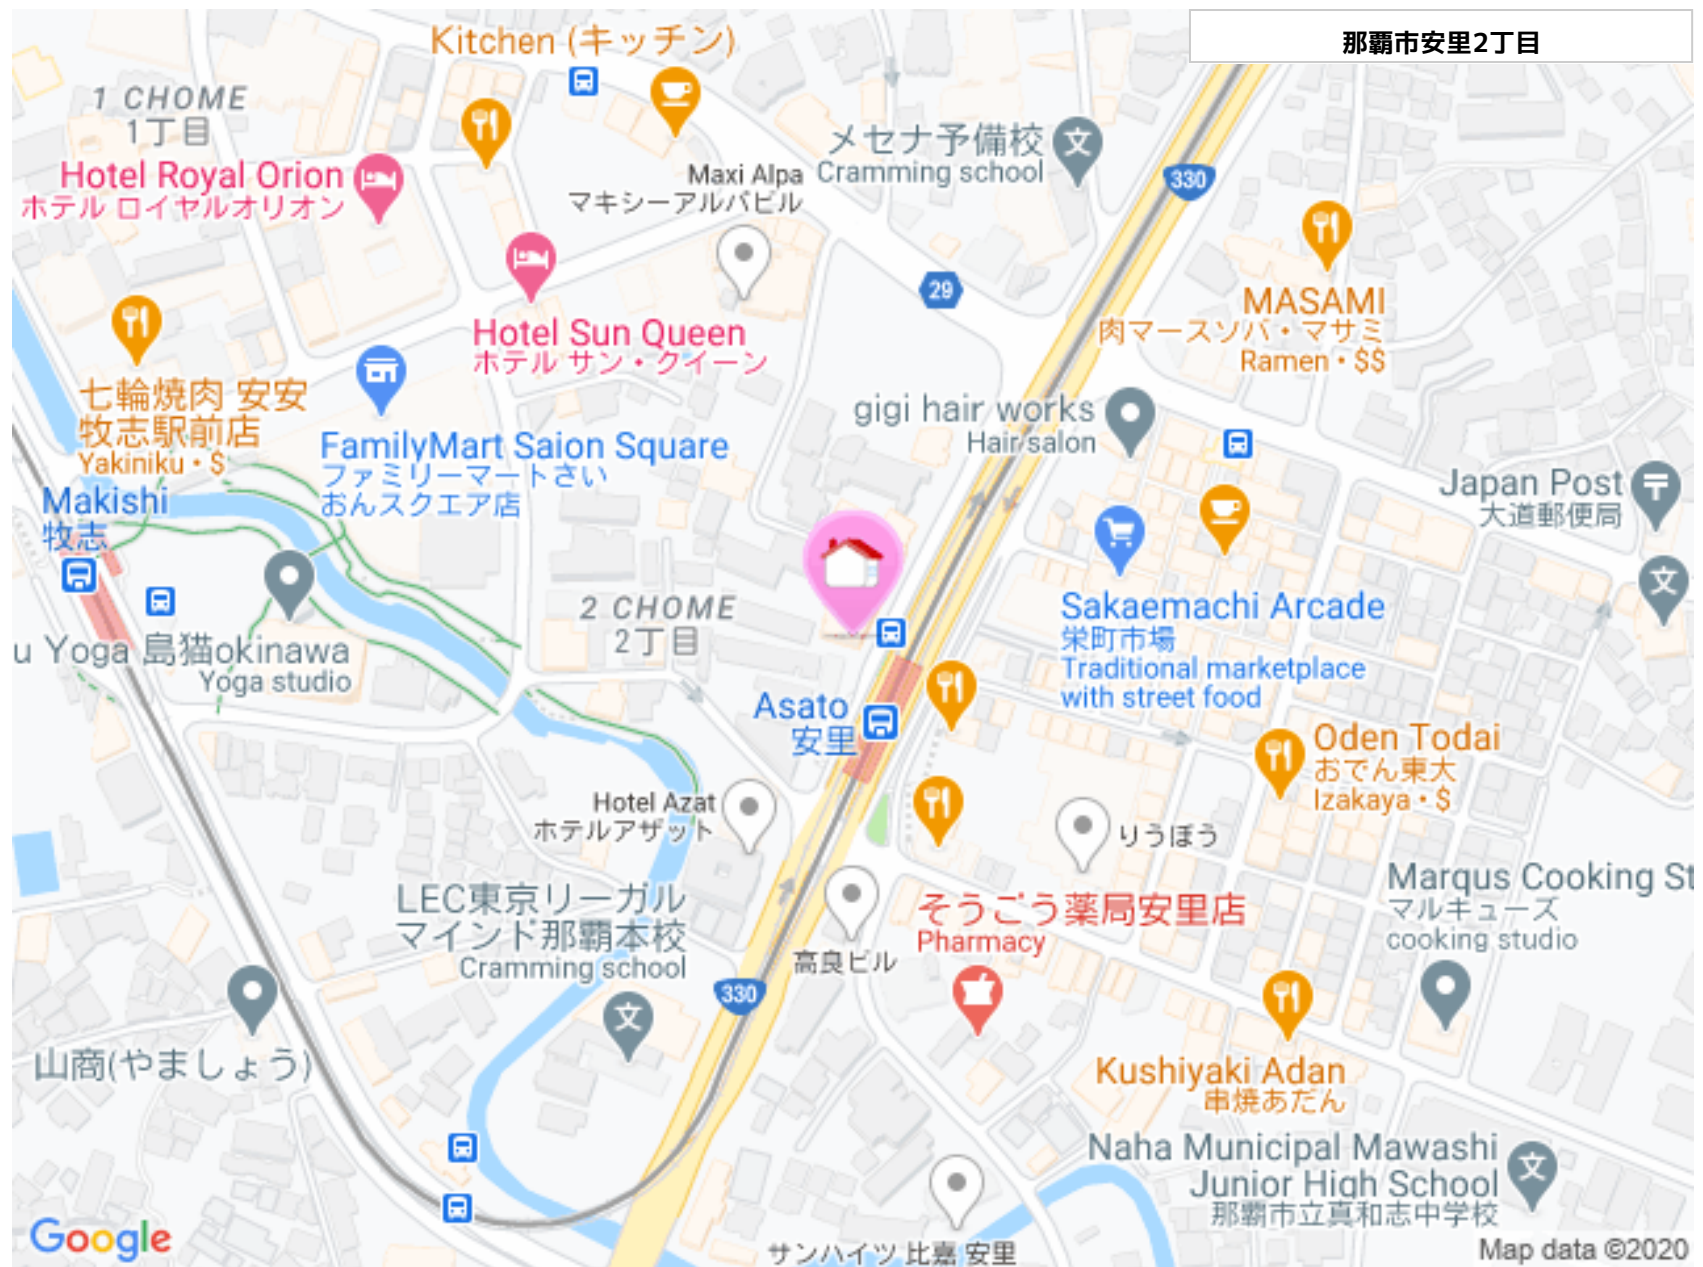 那覇市安里2丁目
Kitchen (キッチン)
1 CHOME
1丁目
メセナ予備校
Cramming school
330
Hotel Royal Orion
ホテル ロイヤルオリオン
Maxi Alpa
マキシーアルパビル
29
MASAMI
肉マースソバ・マサミ
Ramen • $$
Hotel Sun Queen
ホテル サン・クイーン
七輪焼肉 安安
牧志駅前店
Yakiniku • $
FamilyMart Saion Square
ファミリーマートさい
おんスクエア店
gigi hair works
Hair salon
Japan Post
大道郵便局
Makishi
牧志
2 CHOME
2丁目
Sakaemachi Arcade
栄町市場
Traditional marketplace
with street food
u Yoga 島猫okinawa
Yoga studio
Asato
安里
Oden Todai
おでん東大
Izakaya • $
Hotel Azat
ホテルアザット
りうぼう
LEC東京リーガル
マインド那覇本校
Cramming school
そうごう薬局安里店
Pharmacy
Marqus Cooking St
マルキューズ
cooking studio
高良ビル
330
山商(やましょう)
Kushiyaki Adan
串焼あだん
Naha Municipal Mawashi
Junior High School
那覇市立真和志中学校
サンハイツ 比嘉 安里
Google
Map data ©2020